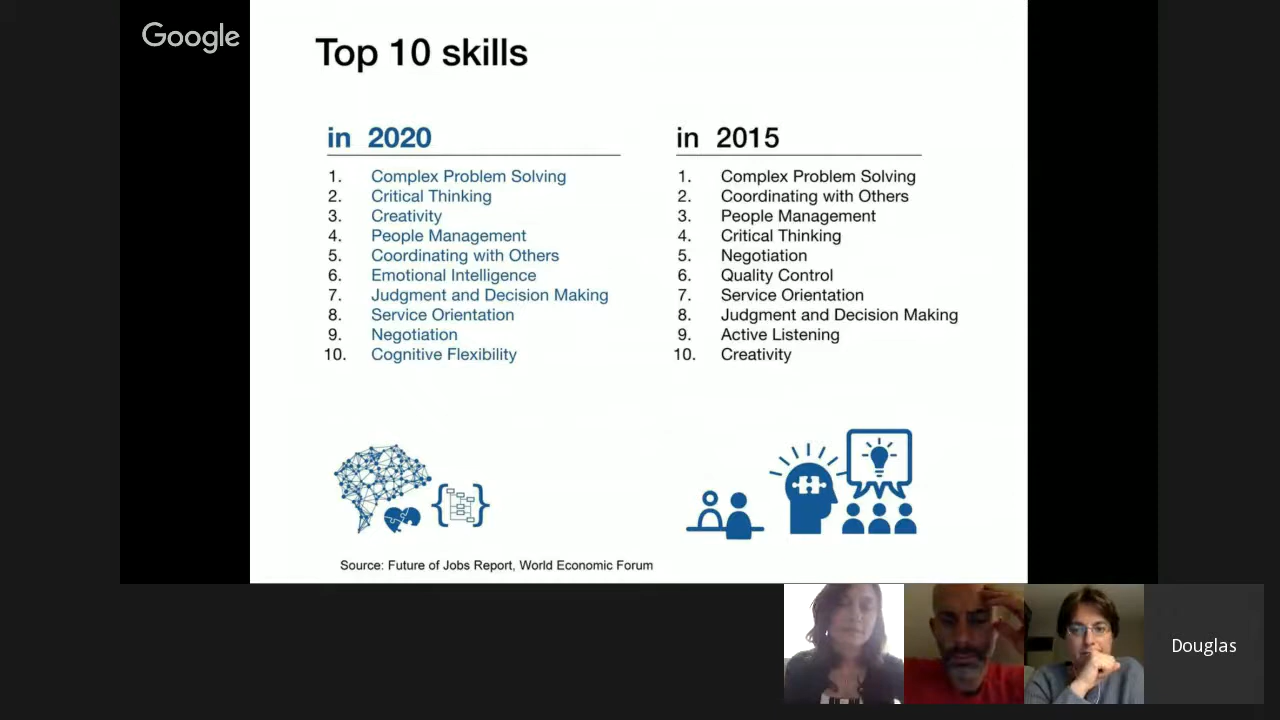 Google
Top 10 skills
in 2020
1. Complex Problem Solving
2. Critical Thinking
3. Creativity
4. People Management
5. Coordinating with Others
6. Emotional Intelligence
7. Judgment and Decision Making
8. Service Orientation
9. Negotiation
10. Cognitive Flexibility
in 2015
1. Complex Problem Solving
2. Coordinating with Others
3. People Management
4. Critical Thinking
5. Negotiation
6. Quality Control
7. Service Orientation
8. Judgment and Decision Making
9. Active Listening
10. Creativity
Source: Future of Jobs Report, World Economic Forum
Douglas